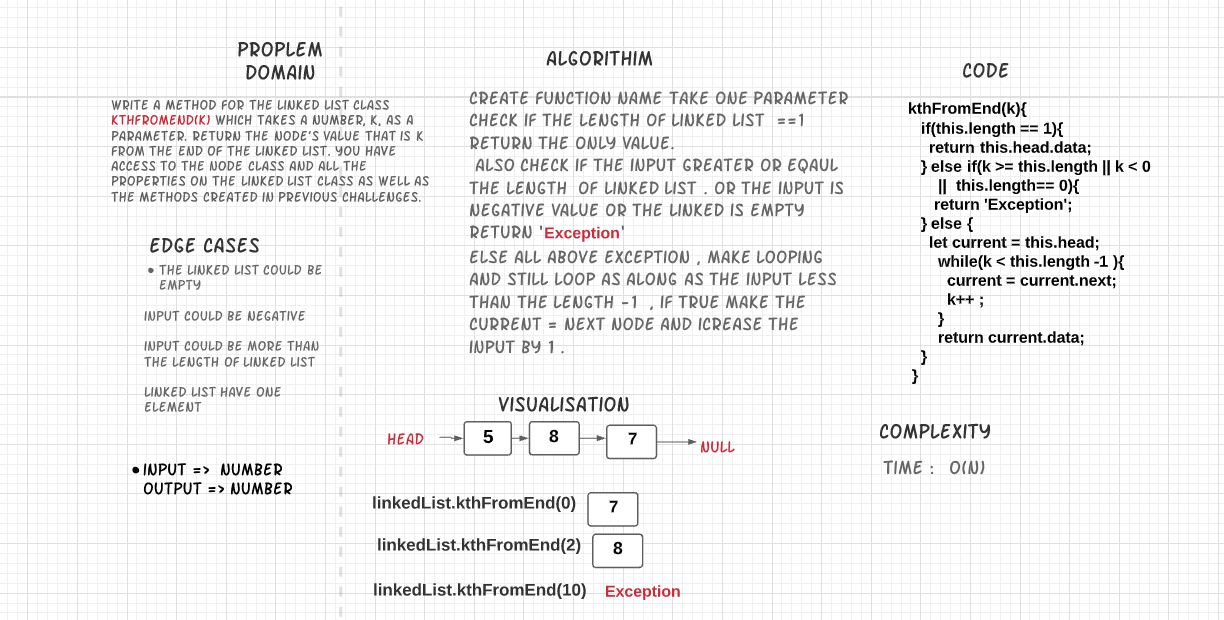 PROPLEM
DOMAIN
WRITE A METHOD FOR THE LINKED LIST CLASS
KTHFROMEND(K) WHICH TAKES A NUMBER, K, AS A
PARAMETER. RETURN THE NODE'S VALUE THAT IS K
FROM THE END OF THE LINKED LIST. YOU HAVE
ACCESS TO THE NODE CLASS AND ALL THE
PROPERTIES ON THE LINKED LIST CLASS AS WELL AS
THE METHODS CREATED IN PREVIOUS CHALLENGES.
EDGE CASES
• THE LINKED LIST COULD BE
EMPTY
INPUT COULD BE NEGATIVE
INPUT COULD BE MORE THAN
THE LENGTH OF LINKED LIST
LINKED LIST HAVE ONE
ELEMENT
• INPUT => NUMBER
OUTPUT => NUMBER
ALGORITHIM
CREATE FUNCTION NAME TAKE ONE PARAMETER
CHECK IF THE LENGTH OF LINKED LIST ==1
RETURN THE ONLY VALUE.
ALSO CHECK IF THE INPUT GREATER OR EQAUL
THE LENGTH OF LINKED LIST . OR THE INPUT IS
NEGATIVE VALUE OR THE LINKED IS EMPTY
RETURN 'Exception'
ELSE ALL ABOVE EXCEPTION , MAKE LOOPING
AND STILL LOOP AS ALONG AS THE INPUT LESS
THAN THE LENGTH -1 , IF TRUE MAKE THE
CURRENT = NEXT NODE AND ICREASE THE
INPUT BY 1 .
VISUALISATION
HEAD 5 8 7 NULL
linkedList.kthFromEnd(0) 7
linkedList.kthFromEnd(2) 8
linkedList.kthFromEnd(10) Exception
CODE
kthFromEnd(k){
if(this.length == 1){
return this.head.data;
} else if(k >= this.length || k < 0
|| this.length== 0){
return 'Exception';
} else {
let current = this.head;
while(k < this.length -1 ){
current = current.next;
k++ ;
}
return current.data;
}
}
COMPLEXITY
TIME : O(N)